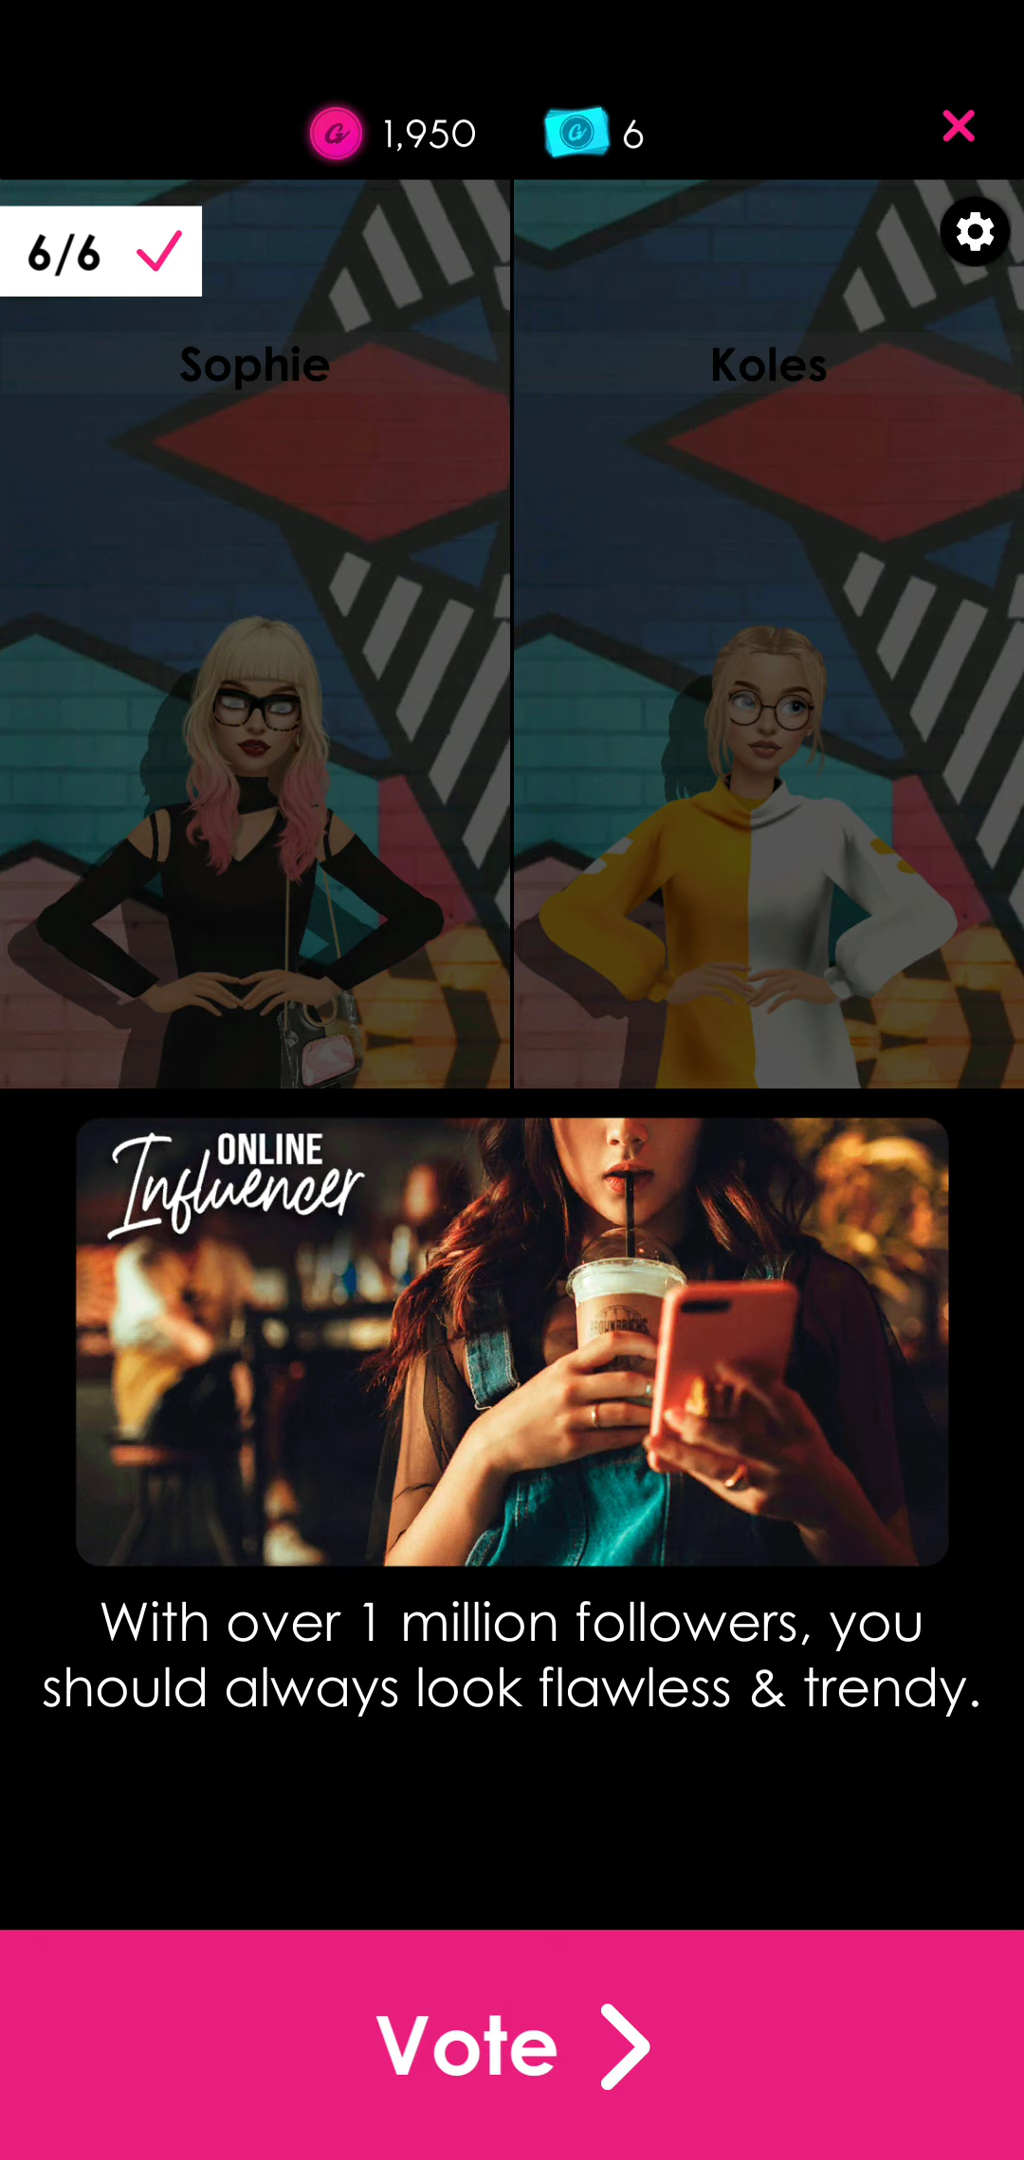 1,950
6
6/6
Sophie
Koles
ONLINE
Influencer
With over 1 million followers, you
should always look flawless & trendy.
Vote